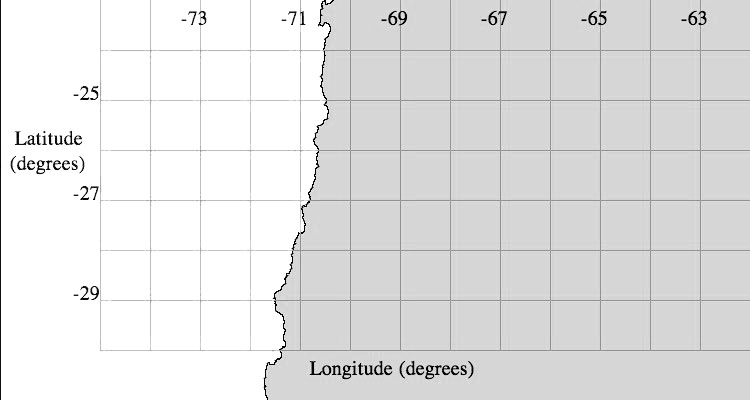 -73 -71 -69 -67 -65 -63
-25
Latitude
(degrees)
-27
-29
Longitude (degrees)